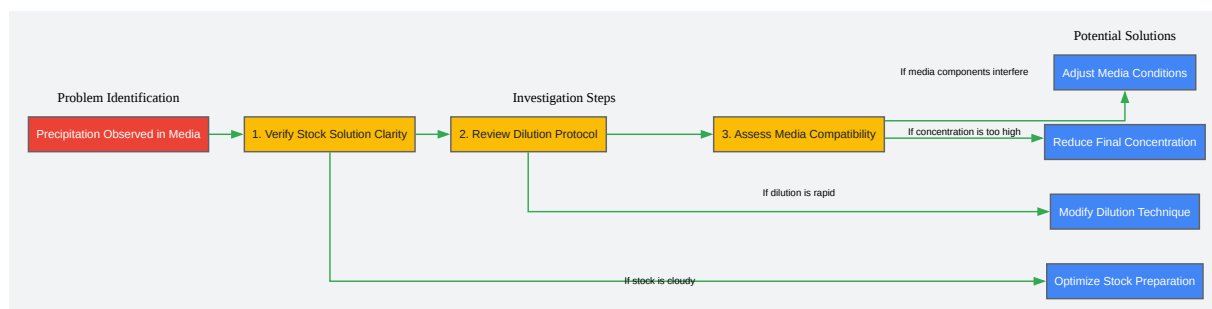 Potential Solutions
If media components interfere
Adjust Media Conditions
Problem Identification
Investigation Steps
Precipitation Observed in Media
1. Verify Stock Solution Clarity
2. Review Dilution Protocol
3. Assess Media Compatibility
If concentration is too high
Reduce Final Concentration
If dilution is rapid
Modify Dilution Technique
If stock is cloudy
Optimize Stock Preparation